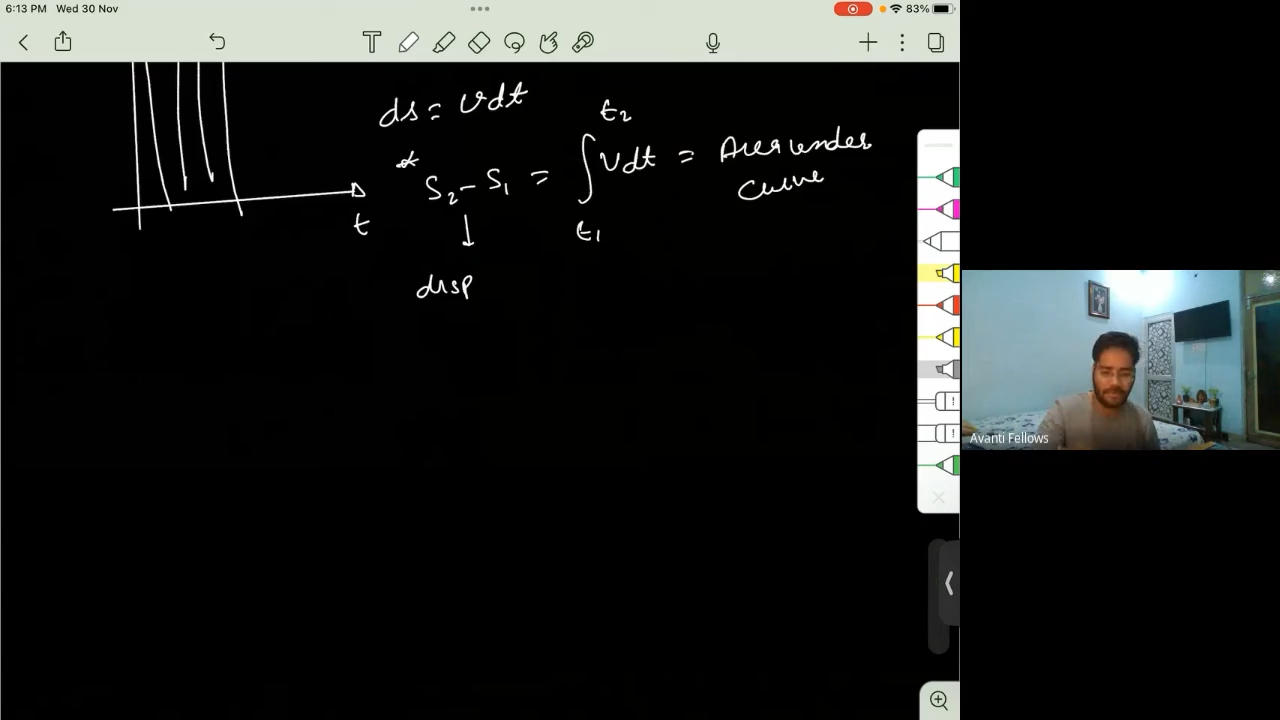 6:13 PM Wed 30 Nov
83%
ds = vdt
* S₂ - S₁ = ∫ Vdt = Area under
t₂
t₁
curve
t
disp
Avanti Fellows